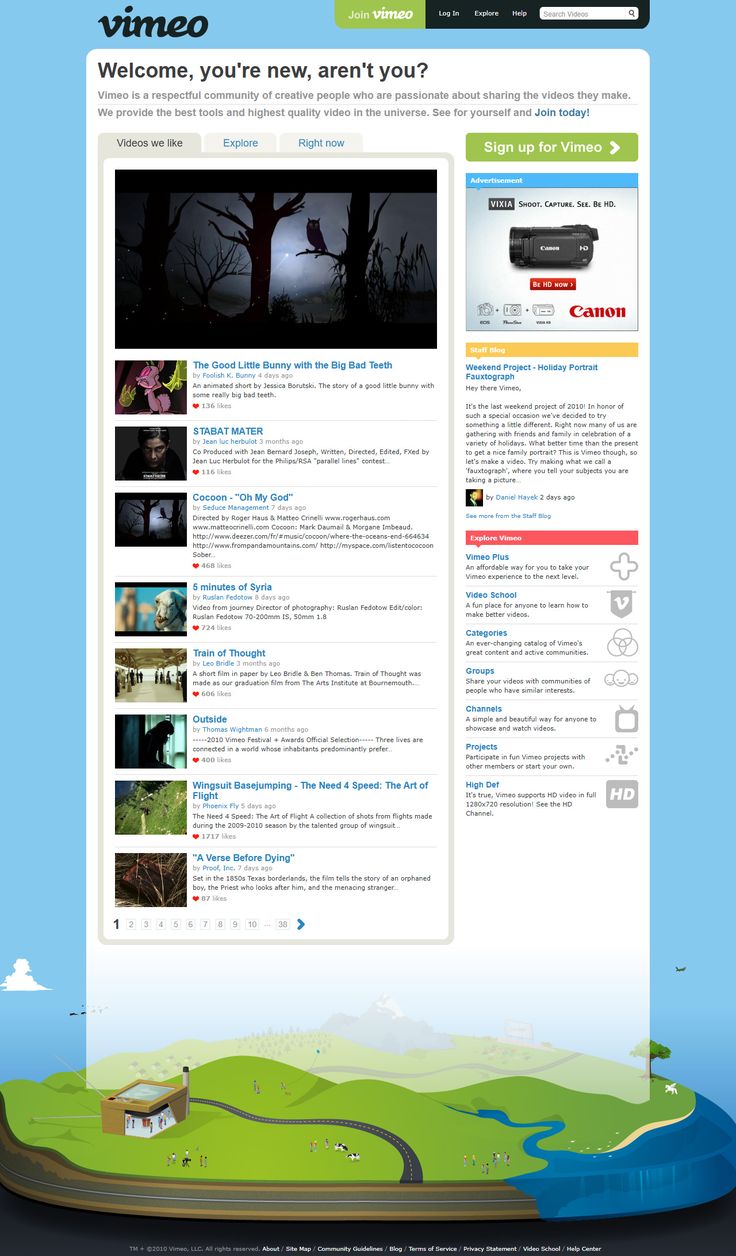 vimeo
Join vimeo
Log In
Explore
Help
Search Videos
Welcome, you're new, aren't you?
Vimeo is a respectful community of creative people who are passionate about sharing the videos they make.
We provide the best tools and highest quality video in the universe. See for yourself and Join today!
Videos we like
Explore
Right now
The Good Little Bunny with the Big Bad Teeth
by Foolish K. Bunny 4 days ago
An animated short by Jessica Borutski. The story of a good little bunny with
some really big bad teeth.
136 likes
STABAT MATER
by Jean luc herbulot 3 months ago
Co Produced with Jean Bernard Joseph, Written, Directed, Edited, FXed by
Jean Luc Herbulot for the Philips/RSA "parallel lines" contest...
116 likes
Cocoon - "Oh My God"
by Seduce Management 7 days ago
Directed by Roger Haus & Matteo Crinelli www.rogerhaus.com
www.matteocrinelli.com Cocoon: Mark Daumail & Morgane Imbeaud.
http://www.deezer.com/fr/#music/cocoon/where-the-oceans-end-664634
http://www.frompandamountains.com/ http://myspace.com/listentococoon
Sober...
468 likes
5 minutes of Syria
by Ruslan Fedotow 8 days ago
Video from journey Director of photography: Ruslan Fedotow Edit/color:
Ruslan Fedotow 70-200mm IS, 50mm 1.8
724 likes
Train of Thought
by Leo Bridle 3 months ago
A short film in paper by Leo Bridle & Ben Thomas. Train of Thought was
made as our graduation film from The Arts Institute at Bournemouth...
606 likes
Outside
by Thomas Wightman 6 months ago
-----2010 Vimeo Festival + Awards Official Selection----- Three lives are
connected in a world whose inhabitants predominantly prefer...
400 likes
Wingsuit Basejumping - The Need 4 Speed: The Art of
Flight
by Phoenix Fly 5 days ago
The Need 4 Speed: The Art of Flight A collection of shots from flights made
during the 2009-2010 season by the talented group of wingsuit...
1717 likes
"A Verse Before Dying"
by Proof, Inc. 7 days ago
Set in the 1850s Texas borderlands, the film tells the story of an orphaned
boy, the Priest who looks after him, and the menacing stranger...
87 likes
1 2 3 4 5 6 7 8 9 10 ... 38
Sign up for Vimeo
Advertisement
VIXIA SHOOT. CAPTURE. SEE. BE HD.
Canon
HD
BE HD NOW ›
EOS
PowerShot
VIXIA HD
Canon
Staff Blog
Weekend Project - Holiday Portrait
Fauxtograph
Hey there Vimeo,
It's the last weekend project of 2010! In honor of
such a special occasion we've decided to try
something a little different. Right now many of us are
gathering with friends and family in celebration of a
variety of holidays. What better time than the present
to get a nice family portrait? This is Vimeo though, so
let's make a video. Try making what we call a
'fauxtograph', where you tell your subjects you are
taking a picture...
by Daniel Hayek 2 days ago
See more from the Staff Blog
Explore Vimeo
Vimeo Plus
An affordable way for you to take your
Vimeo experience to the next level.
Video School
A fun place for anyone to learn how to
make better videos.
Categories
An ever-changing catalog of Vimeo's
great content and active communities.
Groups
Share your videos with communities of
people who have similar interests.
Channels
A simple and beautiful way for anyone to
showcase and watch videos.
Projects
Participate in fun Vimeo projects with
other members or start your own.
High Def
It's true, Vimeo supports HD video in full
1280x720 resolution! See the HD
Channel.
HD
TM + ©2010 Vimeo, LLC. All rights reserved. About / Site Map / Community Guidelines / Blog / Terms of Service / Privacy Statement / Video School / Help Center